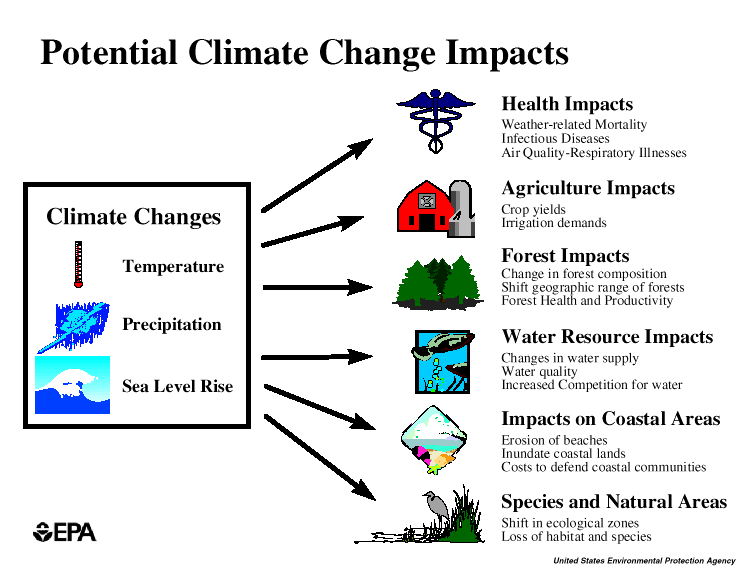 Potential Climate Change Impacts
Climate Changes
Temperature
Precipitation
Sea Level Rise
Health Impacts
Weather-related Mortality
Infectious Diseases
Air Quality-Respiratory Illnesses
Agriculture Impacts
Crop yields
Irrigation demands
Forest Impacts
Change in forest composition
Shift geographic range of forests
Forest Health and Productivity
Water Resource Impacts
Changes in water supply
Water quality
Increased Competition for water
Impacts on Coastal Areas
Erosion of beaches
Inundate coastal lands
Costs to defend coastal communities
Species and Natural Areas
Shift in ecological zones
Loss of habitat and species
EPA
United States Environmental Protection Agency